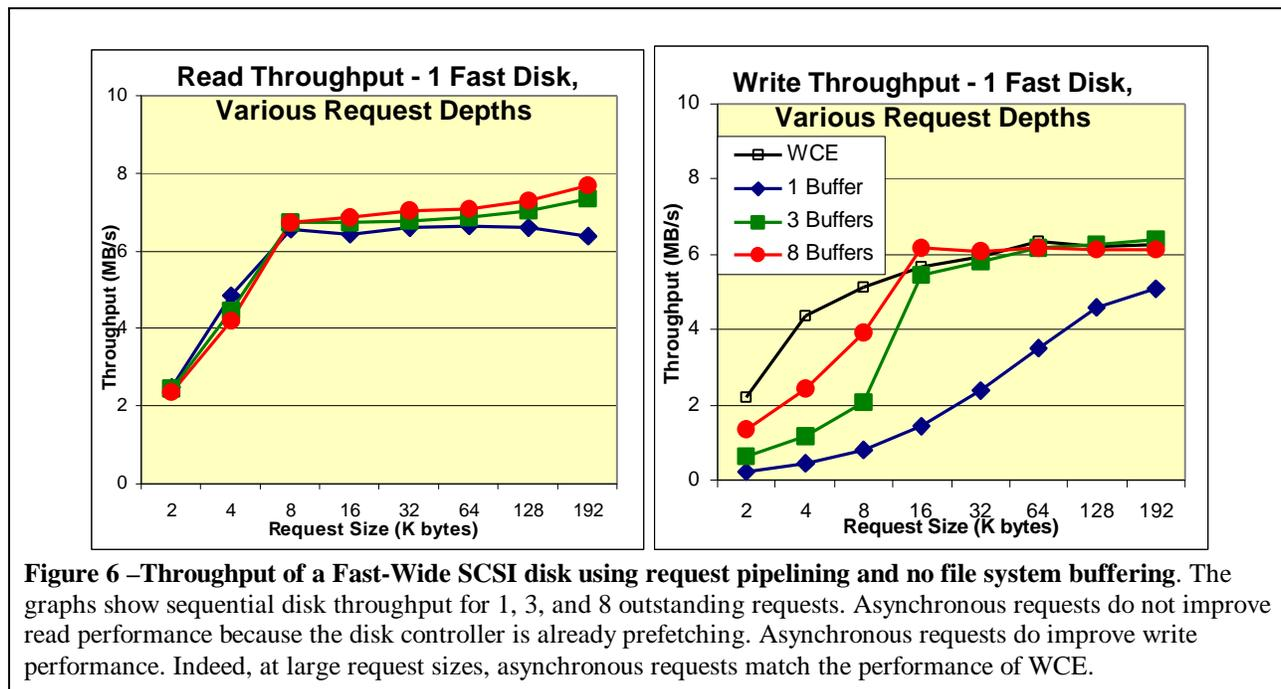 Read Throughput - 1 Fast Disk,
Various Request Depths
Throughput (MB/s)
10
8
6
4
2
0
2 4 8 16 32 64 128 192
Request Size (K bytes)
Write Throughput - 1 Fast Disk,
Various Request Depths
Throughput (MB/s)
10
8
6
4
2
0
WCE
1 Buffer
3 Buffers
8 Buffers
2 4 8 16 32 64 128 192
Request Size (K bytes)
Figure 6 –Throughput of a Fast-Wide SCSI disk using request pipelining and no file system buffering. The
graphs show sequential disk throughput for 1, 3, and 8 outstanding requests. Asynchronous requests do not improve
read performance because the disk controller is already prefetching. Asynchronous requests do improve write
performance. Indeed, at large request sizes, asynchronous requests match the performance of WCE.